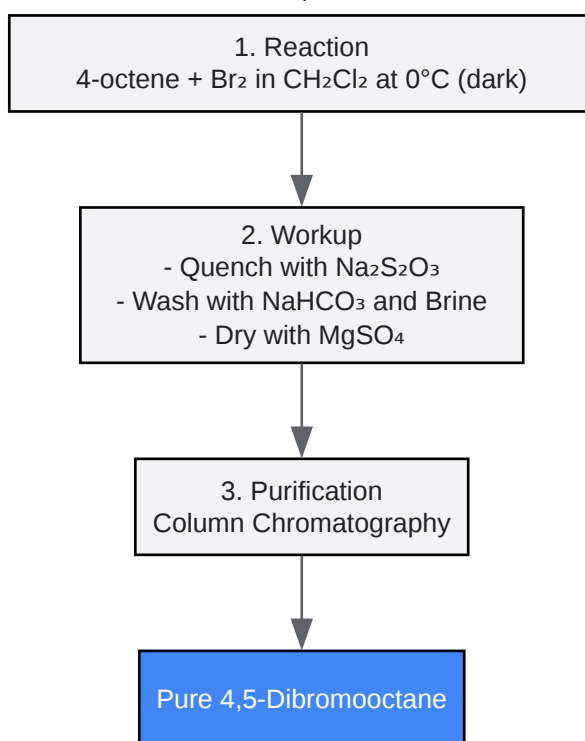 1. Reaction
4-octene + Br₂ in CH₂Cl₂ at 0°C (dark)
2. Workup
- Quench with Na₂S₂O₃
- Wash with NaHCO₃ and Brine
- Dry with MgSO₄
3. Purification
Column Chromatography
Pure 4,5-Dibromooctane